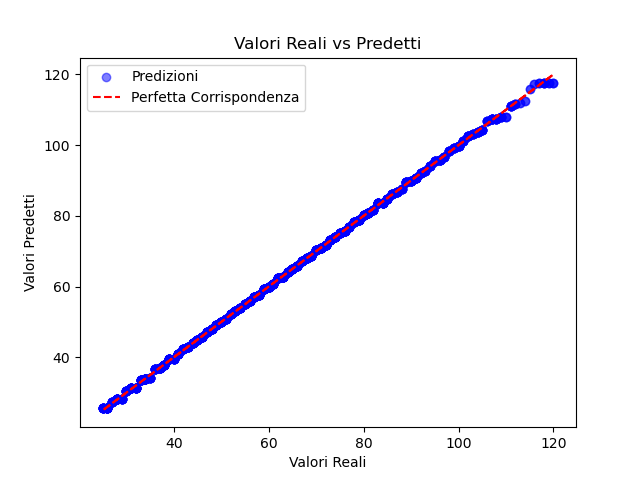 Valori Reali vs Predetti
Predizioni
Perfetta Corrispondenza
Valori Predetti
120
100
80
60
40
40 60 80 100 120
Valori Reali